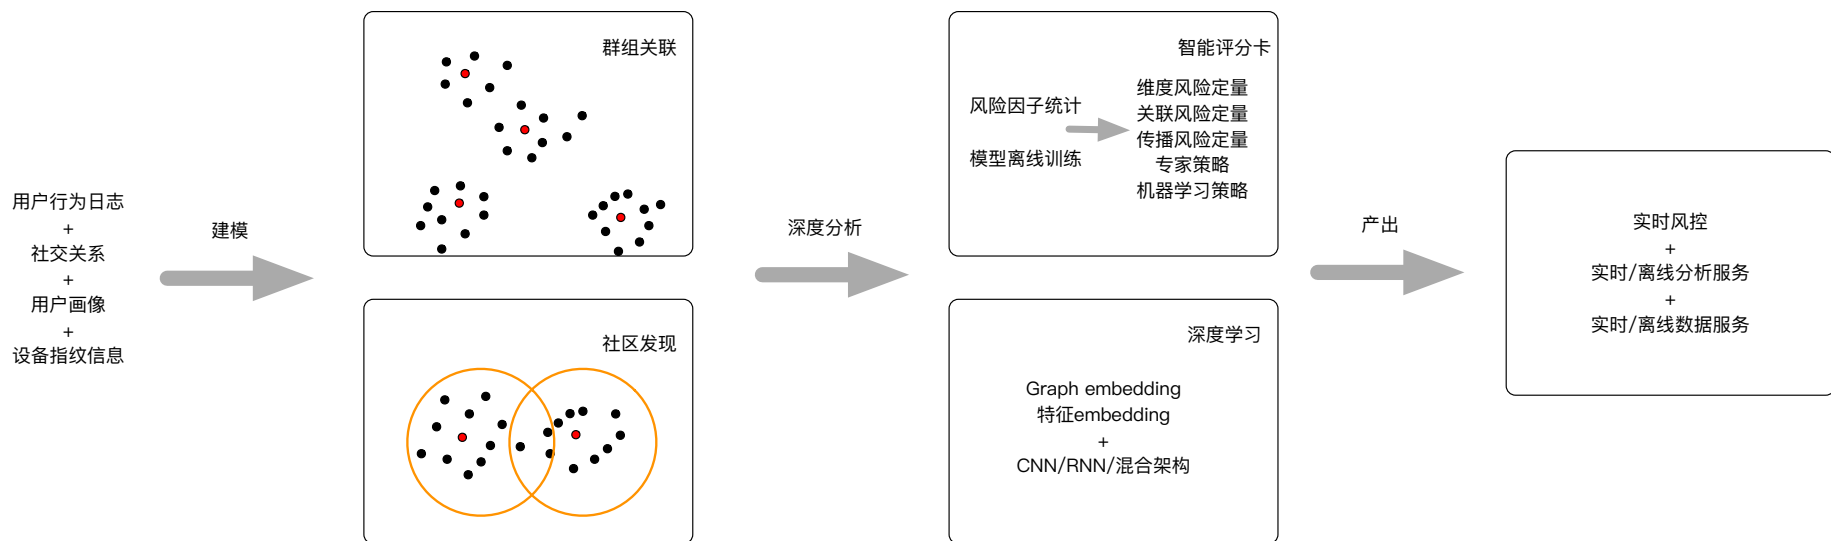 用户行为日志
+
社交关系
+
用户画像
+
设备指纹信息
建模
群组关联
社区发现
深度分析
智能评分卡
风险因子统计
模型离线训练
维度风险定量
关联风险定量
传播风险定量
专家策略
机器学习策略
深度学习
Graph embedding
特征embedding
+
CNN/RNN/混合架构
产出
实时风控
+
实时/离线分析服务
+
实时/离线数据服务